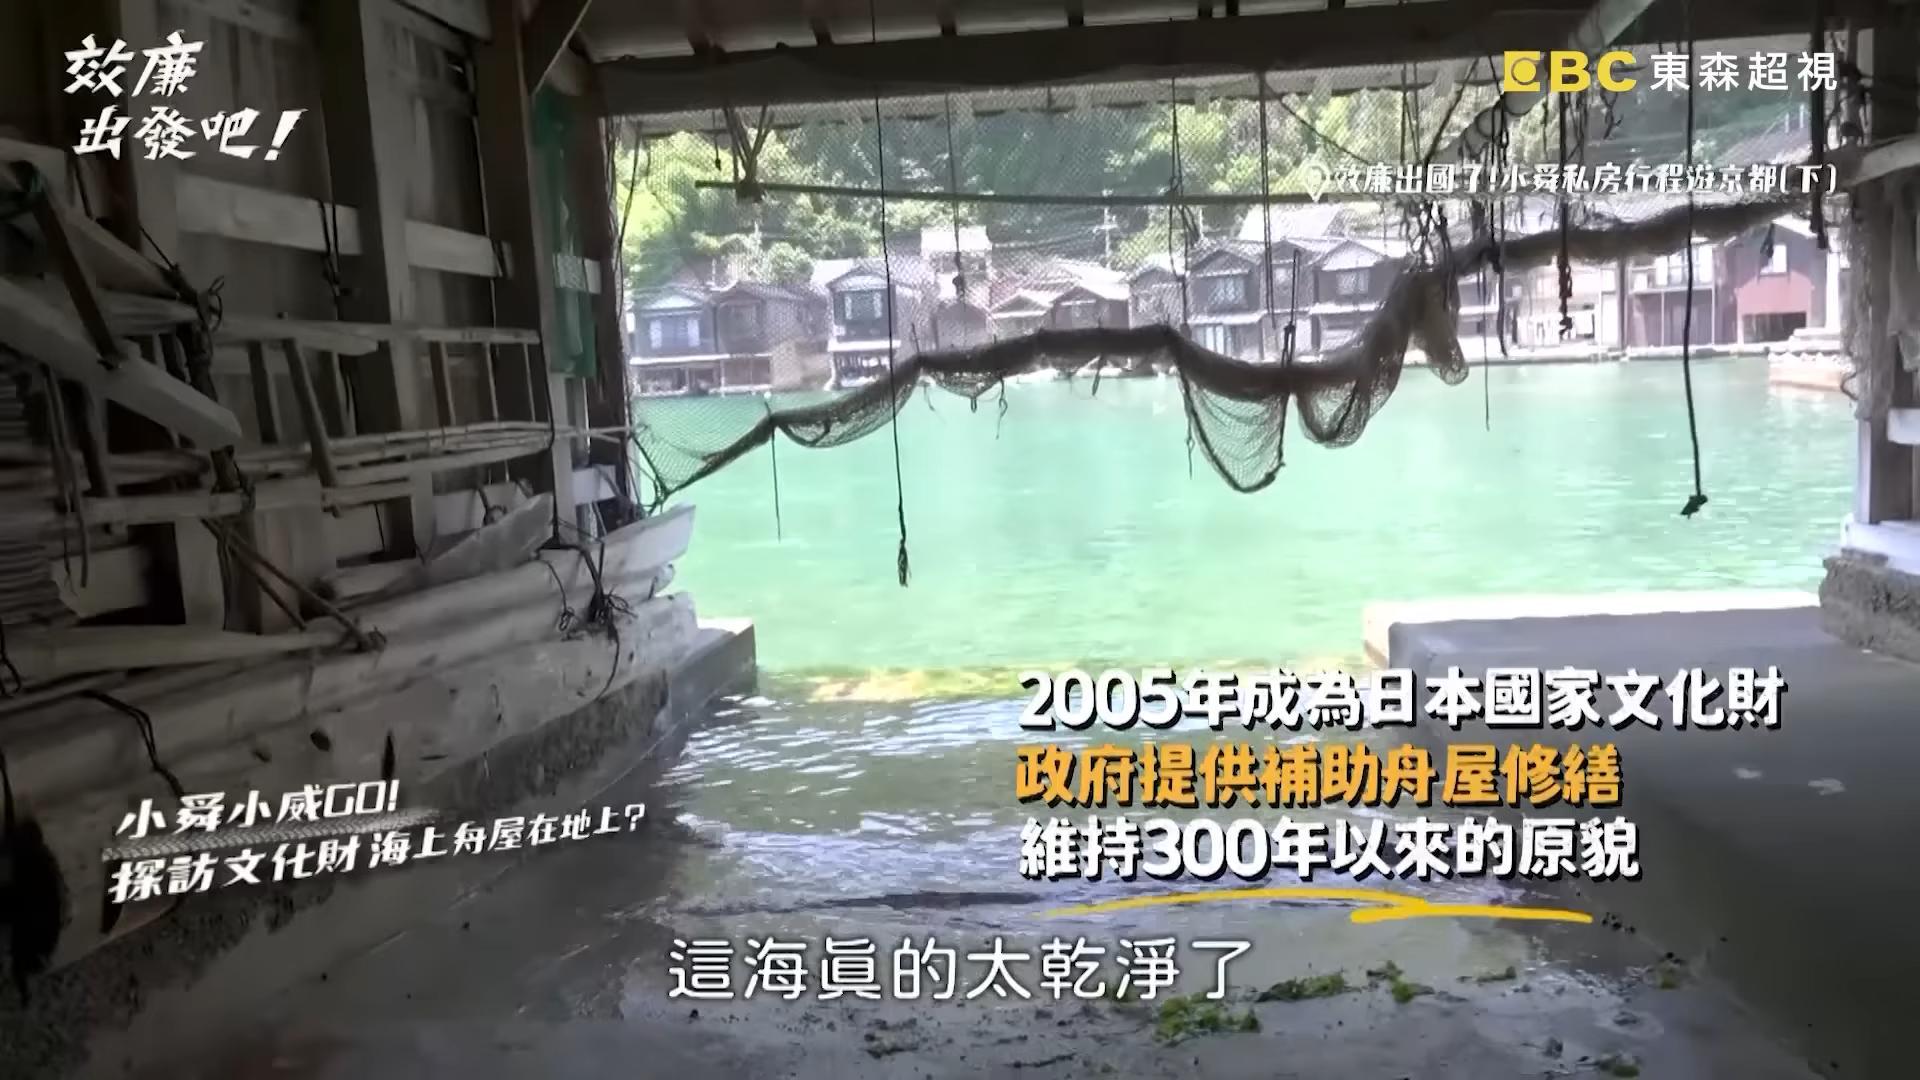 效廉
出發吧!
EBC 東森超視
效廉出國了!小舜私房行程遊京都(下)
2005年成為日本國家文化財
政府提供補助舟屋修繕
維持300年以來的原貌
小舜小威GO!
探訪文化財 海上舟屋在地上?
這海真的太乾淨了